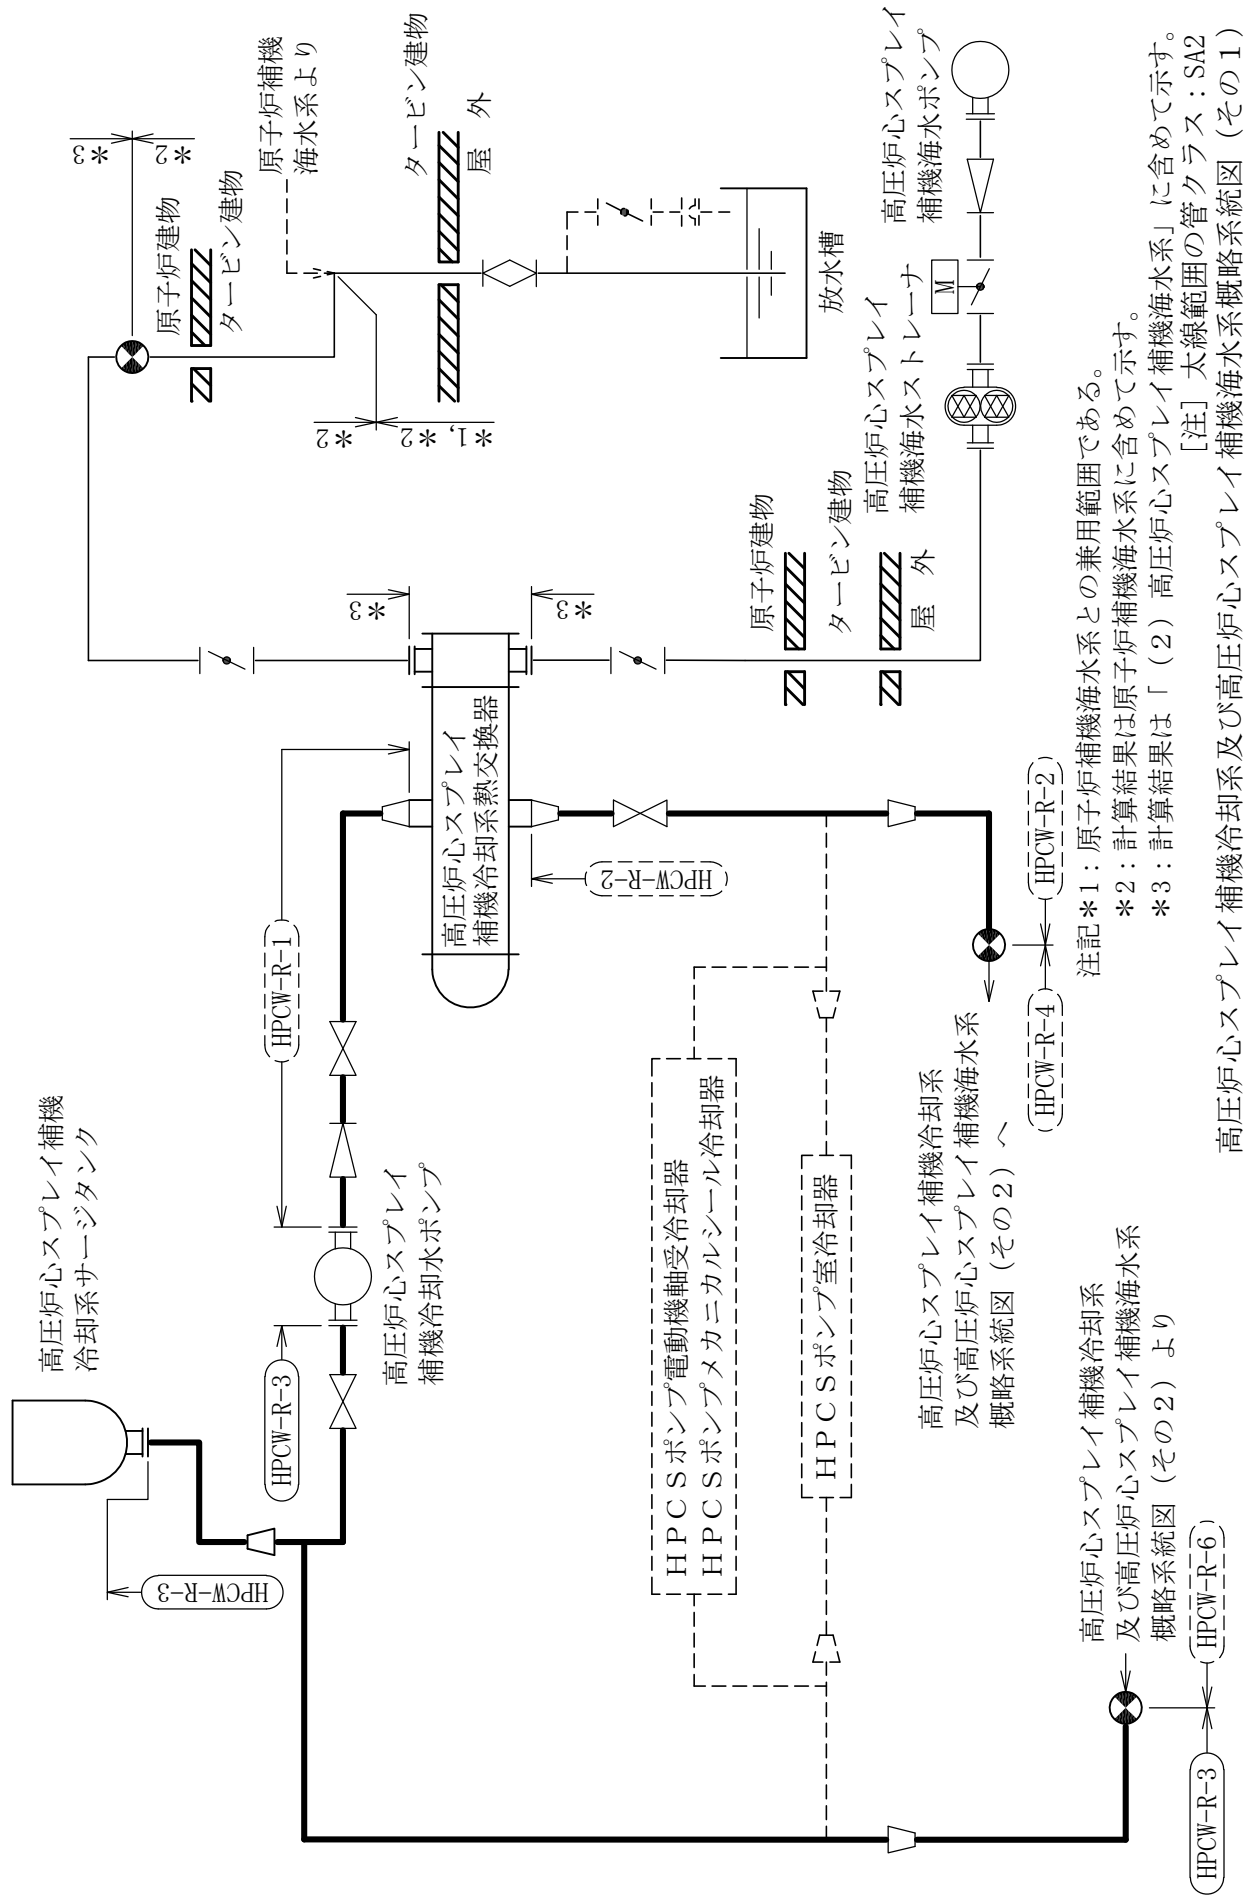 高圧炉心スプレイ補機
冷却系サージタンク
HPCW-R-3
HPCW-R-3
高圧炉心スプレイ
補機冷却水ポンプ
HPCW-R-1
高圧炉心スプレイ
補機冷却系熱交換器
HPCW-R-2
*3
*3
*3
*2
原子炉建物
タービン建物
原子炉補機
海水系より
*2
*1, *2
タービン建物
屋 外
放水槽
高圧炉心スプレイ
補機海水ポンプ
M
高圧炉心スプレイ
補機海水ストレーナ
原子炉建物
タービン建物
屋 外
HPCSポンプ電動機軸受冷却器
HPCSポンプメカニカルシール冷却器
HPCSポンプ室冷却器
高圧炉心スプレイ補機冷却系
及び高圧炉心スプレイ補機海水系
概略系統図(その2)へ
HPCW-R-4
HPCW-R-2
高圧炉心スプレイ補機冷却系
及び高圧炉心スプレイ補機海水系
概略系統図(その2)より
HPCW-R-3
HPCW-R-6
注記*1:原子炉補機海水系との兼用範囲である。
*2:計算結果は原子炉補機海水系に含めて示す。
*3:計算結果は「(2)高圧炉心スプレイ補機海水系」に含めて示す。
[注] 太線範囲の管クラス:SA2
高圧炉心スプレイ補機冷却系及び高圧炉心スプレイ補機海水系概略系統図(その1)